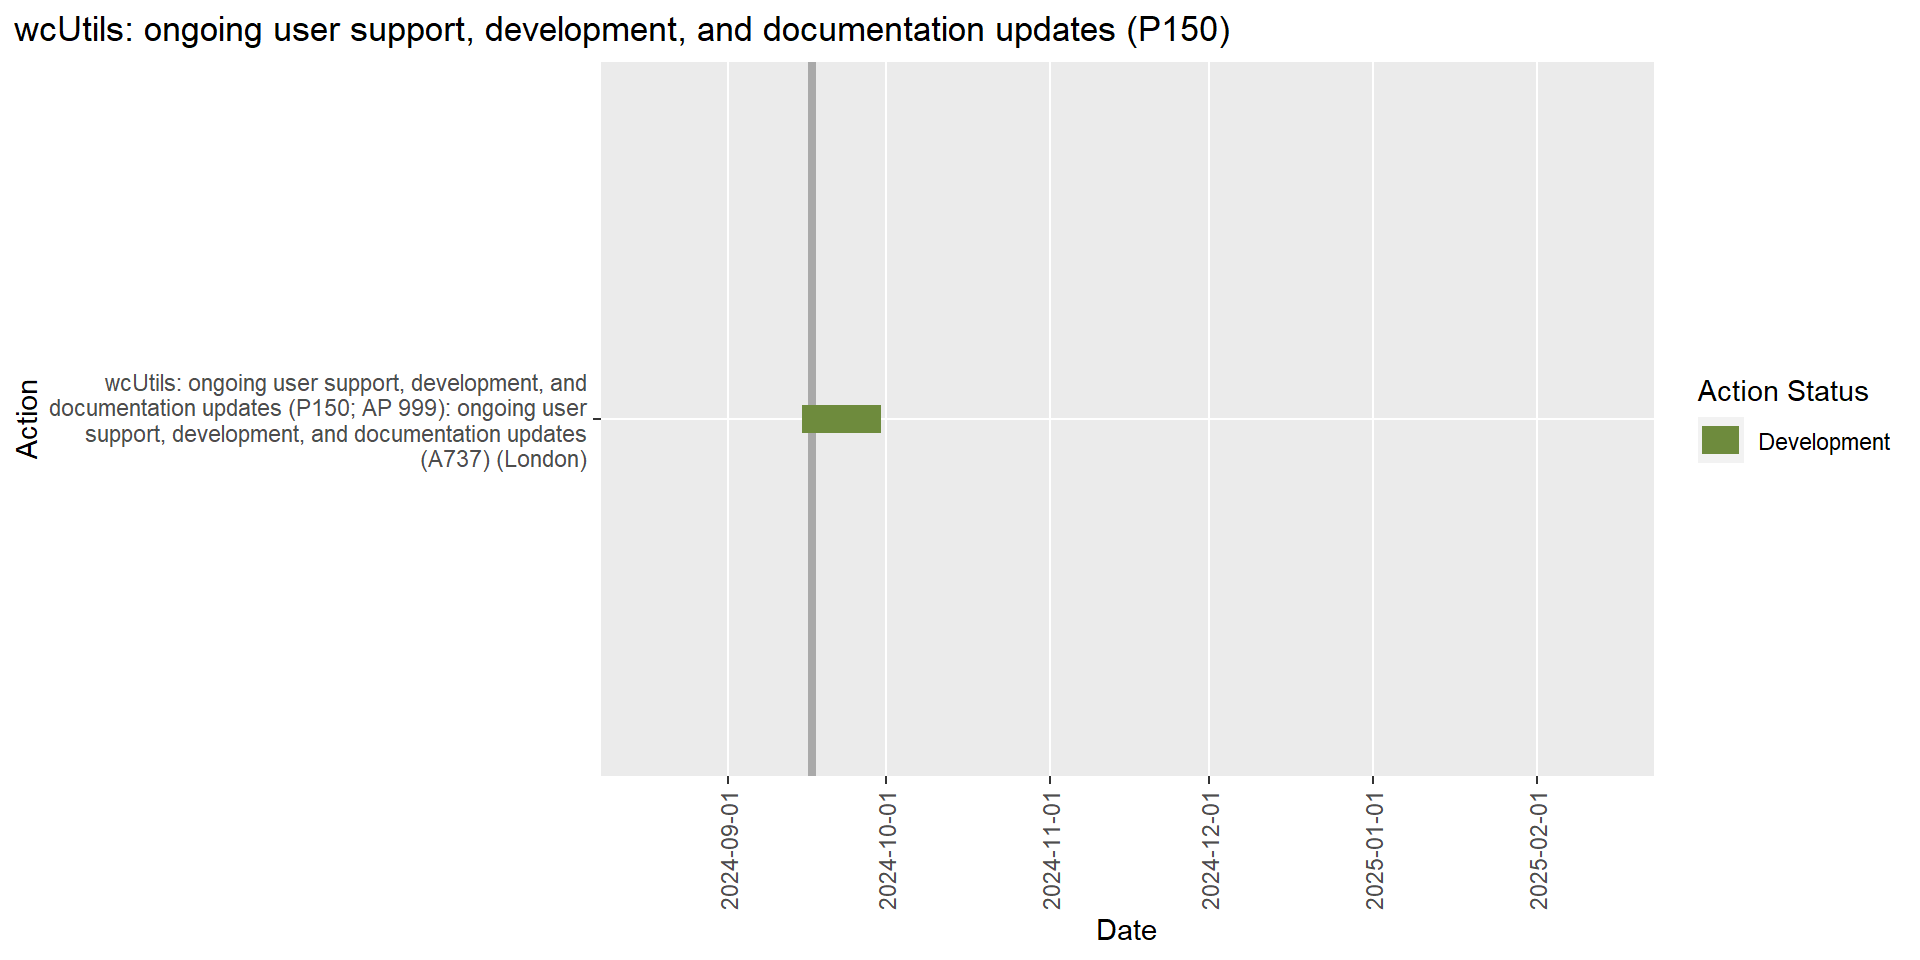 wcUtils: ongoing user support, development, and documentation updates (P150)
Action
wcUtils: ongoing user support, development, and
documentation updates (P150; AP 999): ongoing user
support, development, and documentation updates
(A737) (London)
Action Status
Development
2024-09-01
2024-10-01
2024-11-01
2024-12-01
2025-01-01
2025-02-01
Date